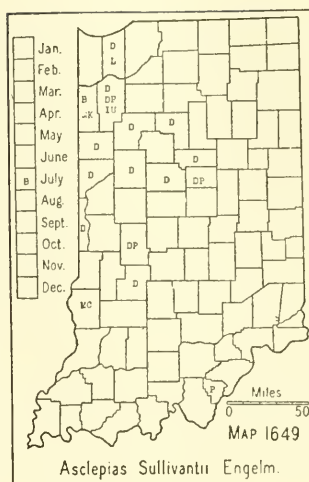 Jan.
Feb.
Mar.
Apr.
May
June
B July
Aug.
Sept.
Oct.
Nov.
Dec.
D
L
D
B DP
IU
D D
D
D D D
D DP
D
DP
D
MC
P
Miles
0 50
MAP 1649
Asclepias Sullivantii Engelm.